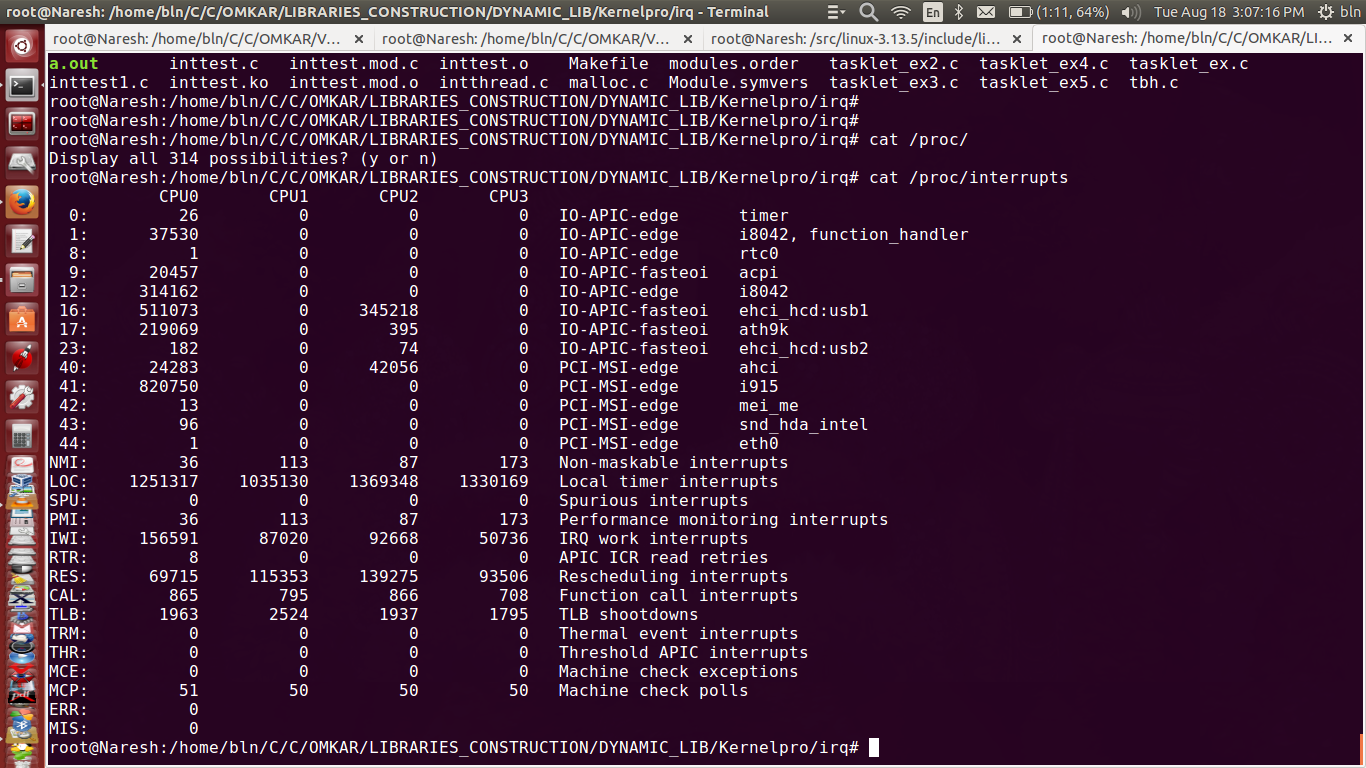 root@Naresh: /home/bln/C/C/OMKAR/LIBRARIES_CONSTRUCTION/DYNAMIC_LIB/Kernelpro/irq - Terminal En (1:11, 64%) Tue Aug 18 3:07:16 PM bln
root@Naresh: /home/bln/C/C/OMKAR/V... × root@Naresh: /home/bln/C/C/OMKAR/V... × root@Naresh: /src/linux-3.13.5/include/li... × root@Naresh: /home/bln/C/C/OMKAR/LI... ×
a.out inttest.c inttest.mod.c inttest.o Makefile modules.order tasklet_ex2.c tasklet_ex4.c tasklet_ex.c
inttest1.c inttest.ko inttest.mod.o intthread.c malloc.c Module.symvers tasklet_ex3.c tasklet_ex5.c tbh.c
root@Naresh:/home/bln/C/C/OMKAR/LIBRARIES_CONSTRUCTION/DYNAMIC_LIB/Kernelpro/irq#
root@Naresh:/home/bln/C/C/OMKAR/LIBRARIES_CONSTRUCTION/DYNAMIC_LIB/Kernelpro/irq#
root@Naresh:/home/bln/C/C/OMKAR/LIBRARIES_CONSTRUCTION/DYNAMIC_LIB/Kernelpro/irq# cat /proc/
Display all 314 possibilities? (y or n)
root@Naresh:/home/bln/C/C/OMKAR/LIBRARIES_CONSTRUCTION/DYNAMIC_LIB/Kernelpro/irq# cat /proc/interrupts
CPU0 CPU1 CPU2 CPU3
0: 26 0 0 0 IO-APIC-edge timer
1: 37530 0 0 0 IO-APIC-edge i8042, function_handler
8: 1 0 0 0 IO-APIC-edge rtc0
9: 20457 0 0 0 IO-APIC-fasteoi acpi
12: 314162 0 0 0 IO-APIC-edge i8042
16: 511073 0 345218 0 IO-APIC-fasteoi ehci_hcd:usb1
17: 219069 0 395 0 IO-APIC-fasteoi ath9k
23: 182 0 74 0 IO-APIC-fasteoi ehci_hcd:usb2
40: 24283 0 42056 0 PCI-MSI-edge ahci
41: 820750 0 0 0 PCI-MSI-edge i915
42: 13 0 0 0 PCI-MSI-edge mei_me
43: 96 0 0 0 PCI-MSI-edge snd_hda_intel
44: 1 0 0 0 PCI-MSI-edge eth0
NMI: 36 113 87 173 Non-maskable interrupts
LOC: 1251317 1035130 1369348 1330169 Local timer interrupts
SPU: 0 0 0 0 Spurious interrupts
PMI: 36 113 87 173 Performance monitoring interrupts
IWI: 156591 87020 92668 50736 IRQ work interrupts
RTR: 8 0 0 0 APIC ICR read retries
RES: 69715 115353 139275 93506 Rescheduling interrupts
CAL: 865 795 866 708 Function call interrupts
TLB: 1963 2524 1937 1795 TLB shootdowns
TRM: 0 0 0 0 Thermal event interrupts
THR: 0 0 0 0 Threshold APIC interrupts
MCE: 0 0 0 0 Machine check exceptions
MCP: 51 50 50 50 Machine check polls
ERR: 0
MIS: 0
root@Naresh:/home/bln/C/C/OMKAR/LIBRARIES_CONSTRUCTION/DYNAMIC_LIB/Kernelpro/irq#